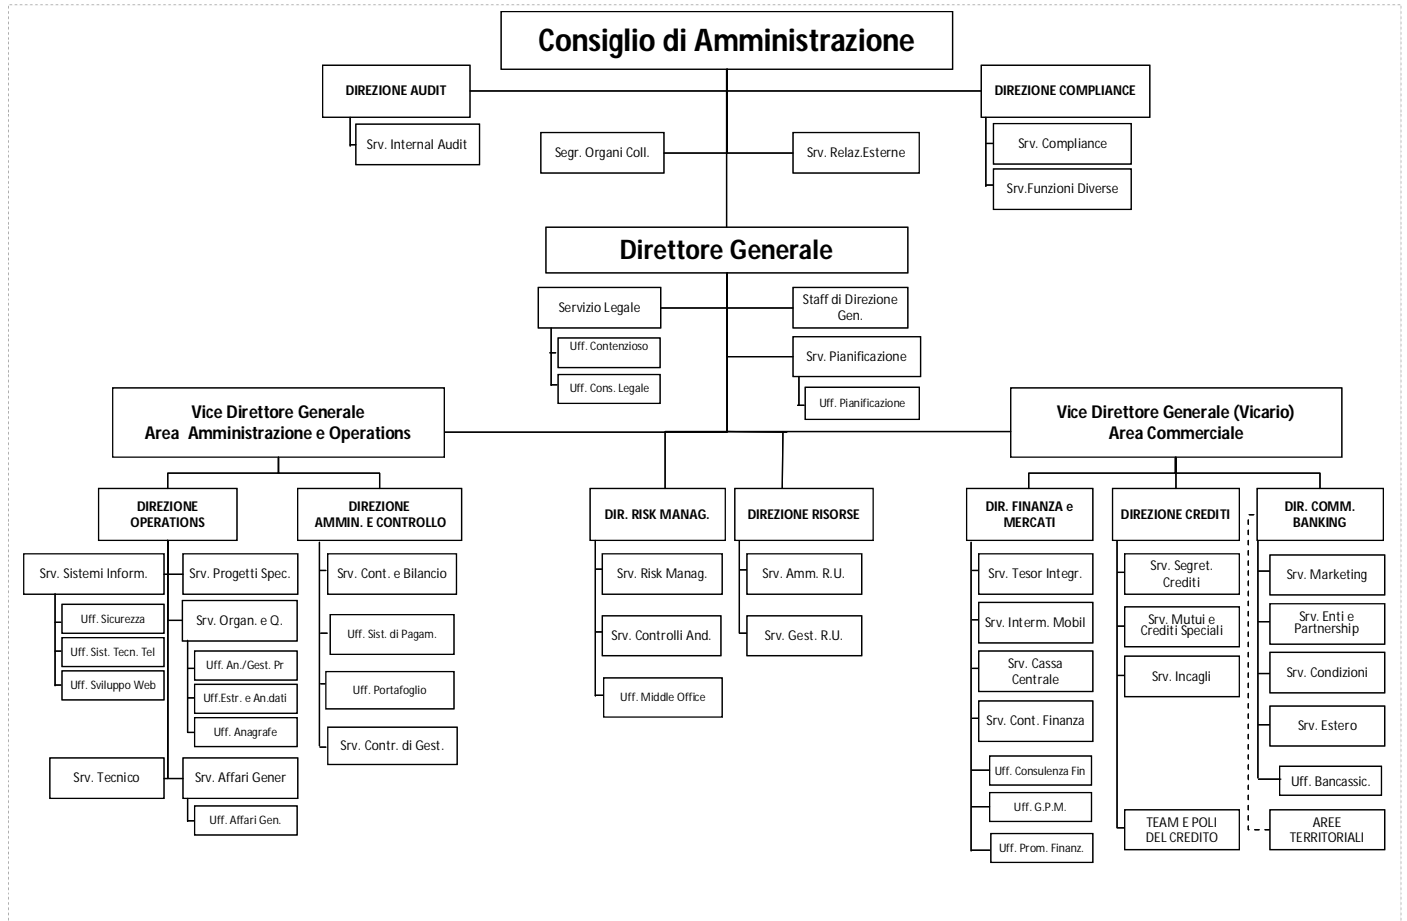 Consiglio di Amministrazione
DIREZIONE AUDIT
DIREZIONE COMPLIANCE
Srv. Internal Audit
Segr. Organi Coll.
Srv. Relaz.Esterne
Srv. Compliance
Srv.Funzioni Diverse
Direttore Generale
Servizio Legale
Staff di Direzione
Gen.
Uff. Contenzioso
Srv. Pianificazione
Uff. Cons. Legale
Uff. Pianificazione
Vice Direttore Generale
Area Amministrazione e Operations
Vice Direttore Generale (Vicario)
Area Commerciale
DIREZIONE
OPERATIONS
DIREZIONE
AMMIN. E CONTROLLO
DIR. RISK MANAG.
DIREZIONE RISORSE
DIR. FINANZA e
MERCATI
DIREZIONE CREDITI
DIR. COMM.
BANKING
Srv. Sistemi Inform.
Uff. Sicurezza
Uff. Sist. Tecn. Tel
Uff. Sviluppo Web
Srv. Tecnico
Srv. Progetti Spec.
Srv. Organ. e Q.
Uff. An./Gest. Pr
Uff.Estr. e An.dati
Uff. Anagrafe
Srv. Affari Gener
Uff. Affari Gen.
Srv. Cont. e Bilancio
Uff. Sist. di Pagam.
Uff. Portafoglio
Srv. Contr. di Gest.
Srv. Risk Manag.
Srv. Controlli And.
Uff. Middle Office
Srv. Amm. R.U.
Srv. Gest. R.U.
Srv. Tesor Integr.
Srv. Interm. Mobil
Srv. Cassa
Centrale
Srv. Cont. Finanza
Uff. Consulenza Fin
Uff. G.P.M.
Uff. Prom. Finanz.
Srv. Segret.
Crediti
Srv. Mutui e
Crediti Speciali
Srv. Incagli
TEAM E POLI
DEL CREDITO
Srv. Marketing
Srv. Enti e
Partnership
Srv. Condizioni
Srv. Estero
Uff. Bancassic.
AREE
TERRITORIALI